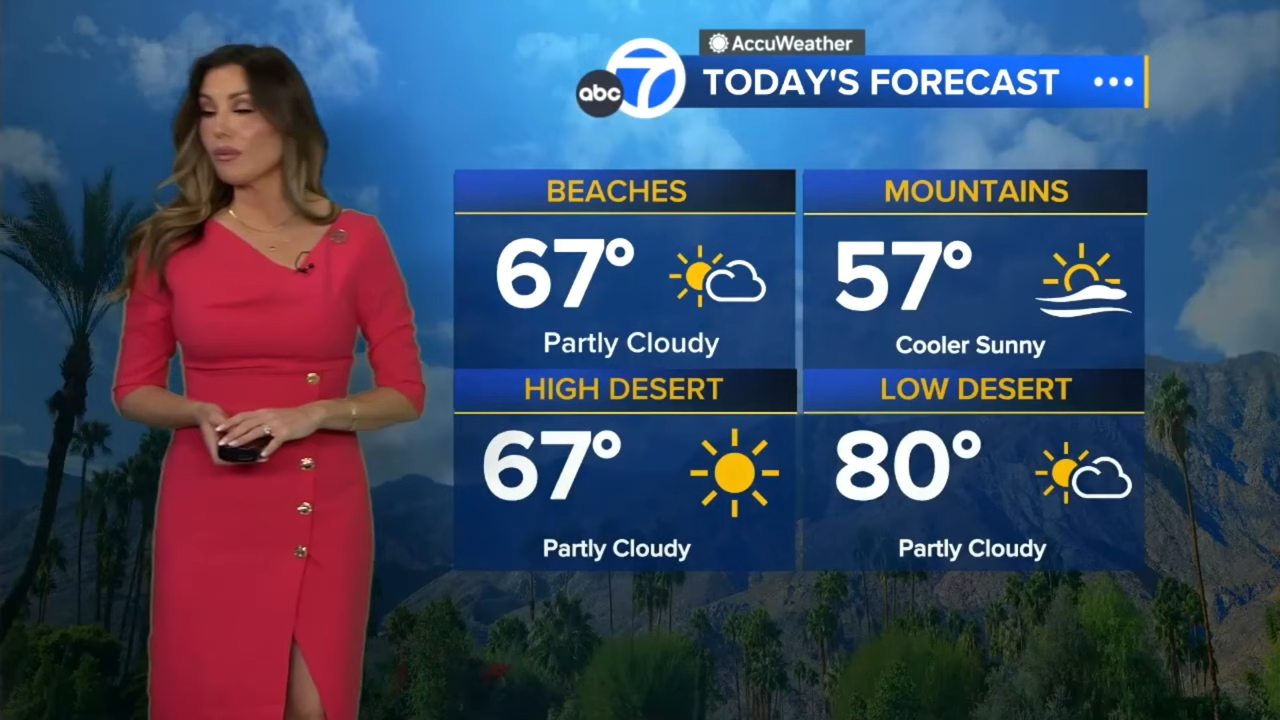 AccuWeather
abc 7 TODAY'S FORECAST
BEACHES
67°
Partly Cloudy
MOUNTAINS
57°
Cooler Sunny
HIGH DESERT
67°
Partly Cloudy
LOW DESERT
80°
Partly Cloudy